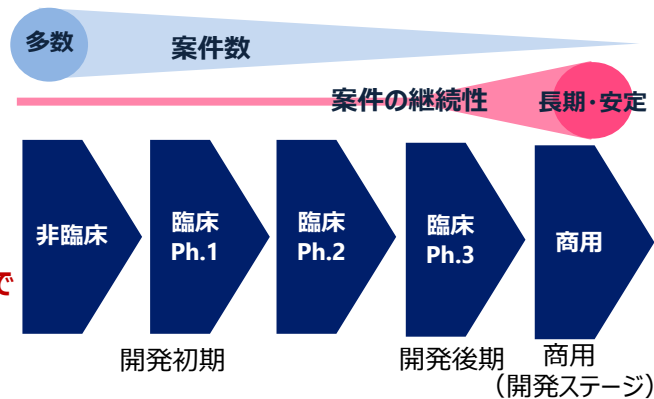 多数
案件数
案件の継続性
長期・安定
非臨床
臨床
Ph.1
臨床
Ph.2
臨床
Ph.3
商用
で
開発初期
開発後期
商用
（開発ステージ）